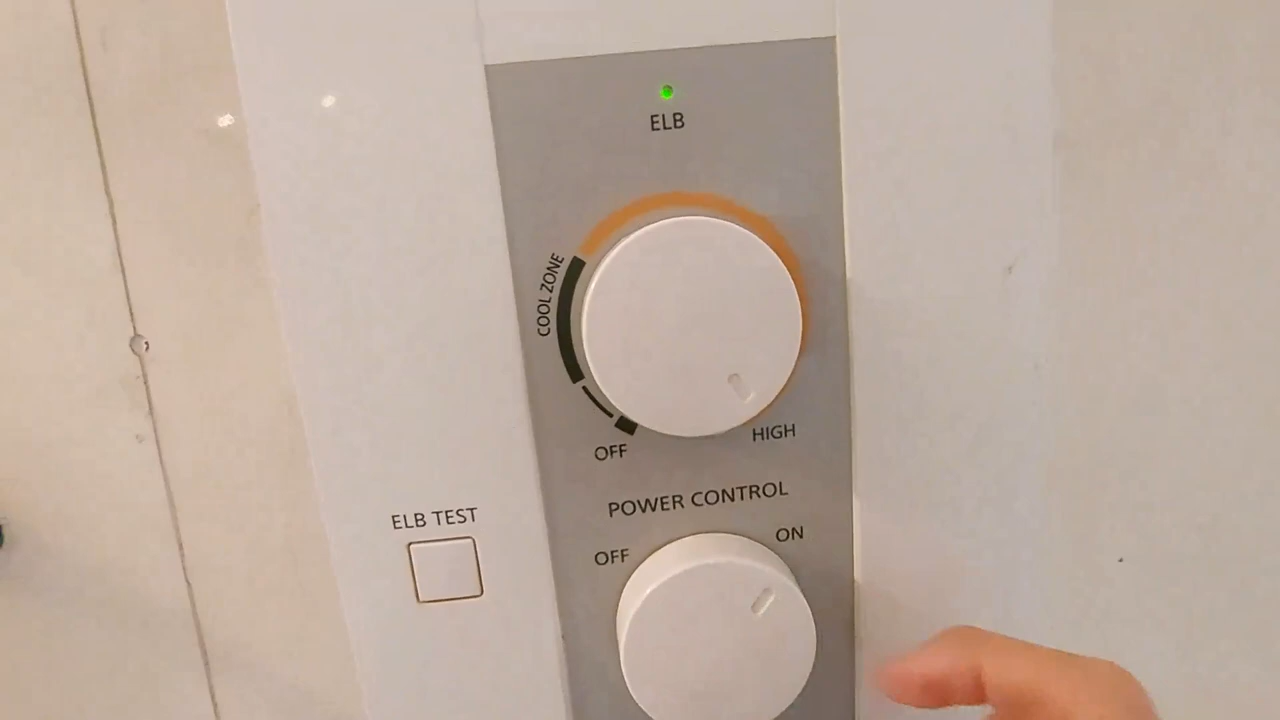 ELB
COOL ZONE
OFF
HIGH
POWER CONTROL
ELB TEST
OFF
ON